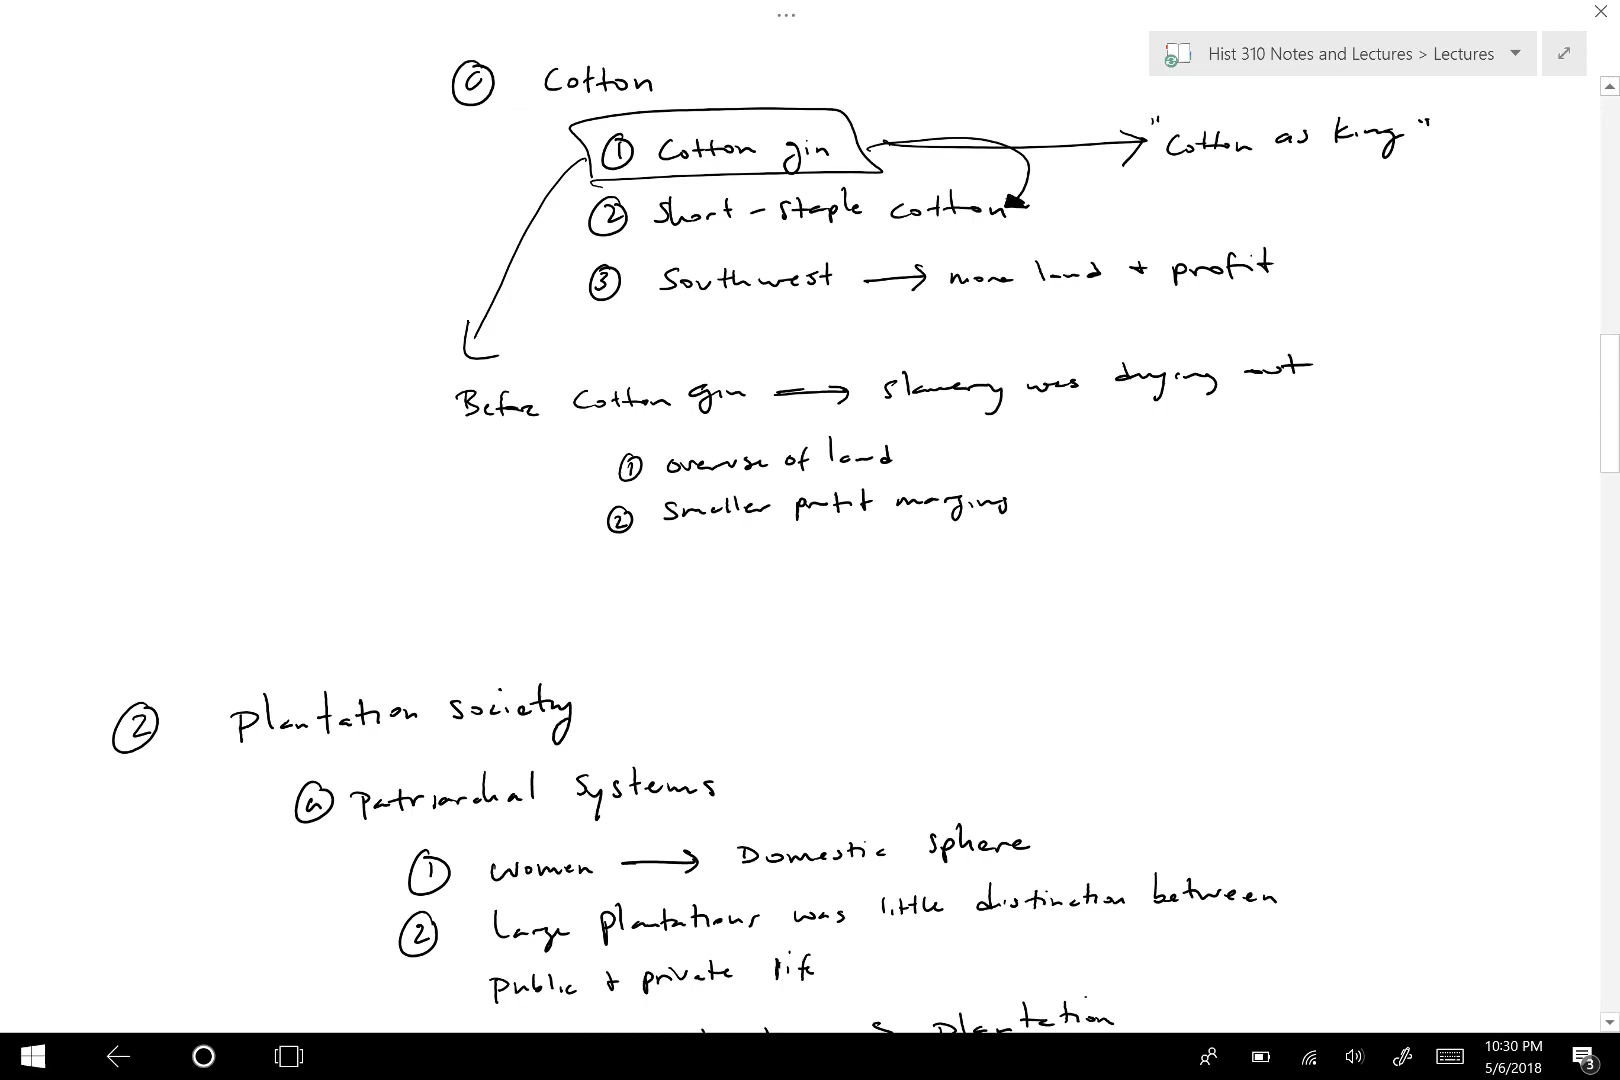 Hist 310 Notes and Lectures > Lectures
© Cotton
① Cotton gin → "Cotton as King"
② Short-staple cotton
③ Southwest → more land + profit
Before Cotton gin → slavery was drying out
① overuse of land
② Smaller profit margins
② Plantation society
ⓐ Patriarchal systems
① women → Domestic sphere
② Large plantations was little distinction between
Public + private life
plantation
10:30 PM
5/6/2018
3